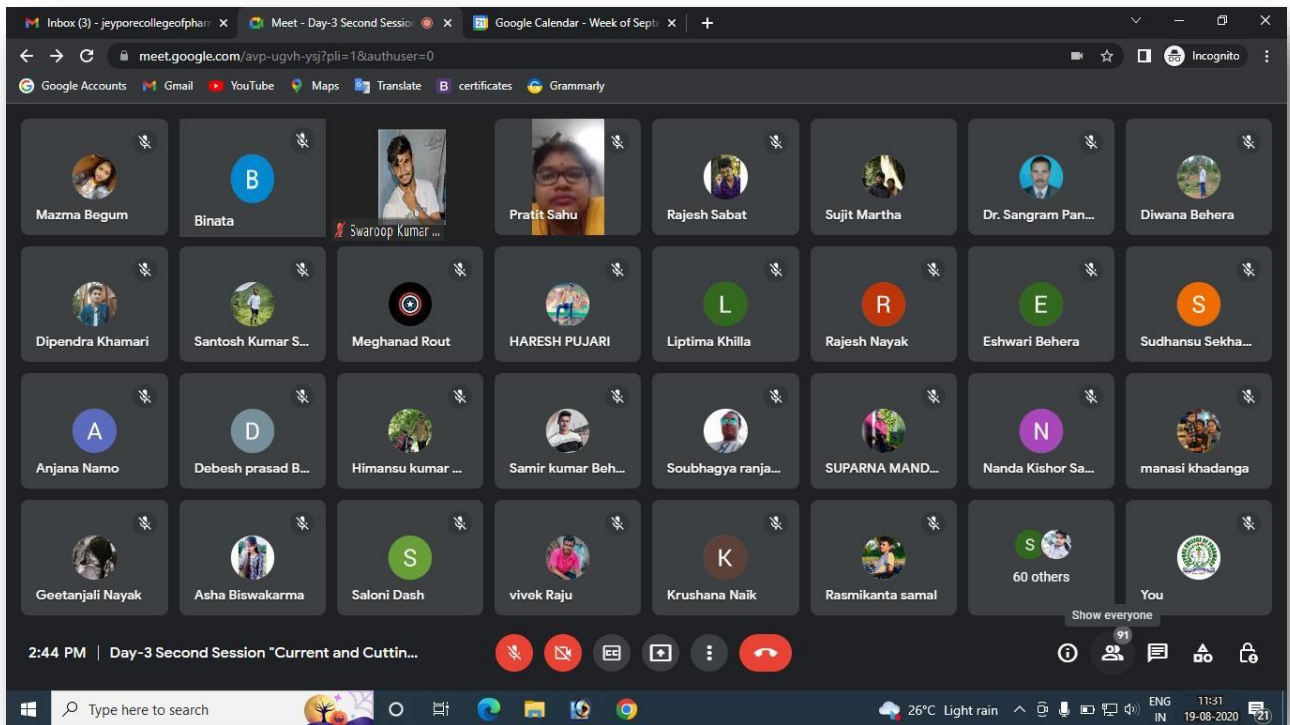 Inbox (3) - jeyporecollegeofpharm
Meet - Day-3 Second Session
Google Calendar - Week of Sept
meet.google.com/avp-ugvh-ysj?pli=1&authuser=0
Incognito
Google Accounts Gmail YouTube Maps Translate B certificates Grammarly
Mazma Begum
B
Binata
Swaroop Kumar ...
Pratit Sahu
Rajesh Sabat
Sujit Martha
Dr. Sangram Pan...
Diwana Behera
Dipendra Khamari
Santosh Kumar S...
Meghanad Rout
HARESH PUJARI
L
Liptima Khilla
R
Rajesh Nayak
E
Eshwari Behera
S
Sudhansu Sekha...
A
Anjana Namo
D
Debesh prasad B...
Himansu kumar ...
Samir kumar Beh...
Soubhagya ranja...
SUPARNA MAND...
N
Nanda Kishor Sa...
manasi khadanga
Geetanjali Nayak
Asha Biswakarma
S
Saloni Dash
vivek Raju
K
Krushana Naik
Rasmikanta samal
S
60 others
You
Show everyone
91
2:44 PM | Day-3 Second Session "Current and Cuttin...
Type here to search
26°C Light rain
ENG
IN
11:31
19-08-2020
21